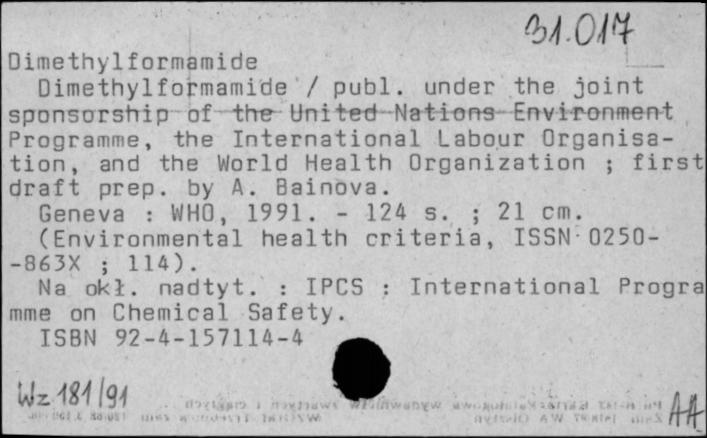 31.017
Dimethylformamide
Dimethylformamide / publ. under the joint
sponsorship of the United Nations Environment
Programme, the International Labour Organisa-
tion, and the World Health Organization ; first
draft prep. by A. Bainova.
Geneva : WHO, 1991. - 124 s. ; 21 cm.
(Environmental health criteria, ISSN 0250-
-863X ; 114).
Na okł. nadtyt. : IPCS : International Progra
mme on Chemical Safety.
ISBN 92-4-157114-4
Wz 181/91
AA